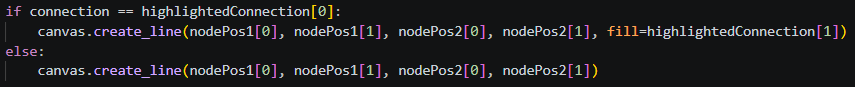 if connection == highlightedConnection[0]:
    canvas.create_line(nodePos1[0], nodePos1[1], nodePos2[0], nodePos2[1], fill=highlightedConnection[1])
else:
    canvas.create_line(nodePos1[0], nodePos1[1], nodePos2[0], nodePos2[1])